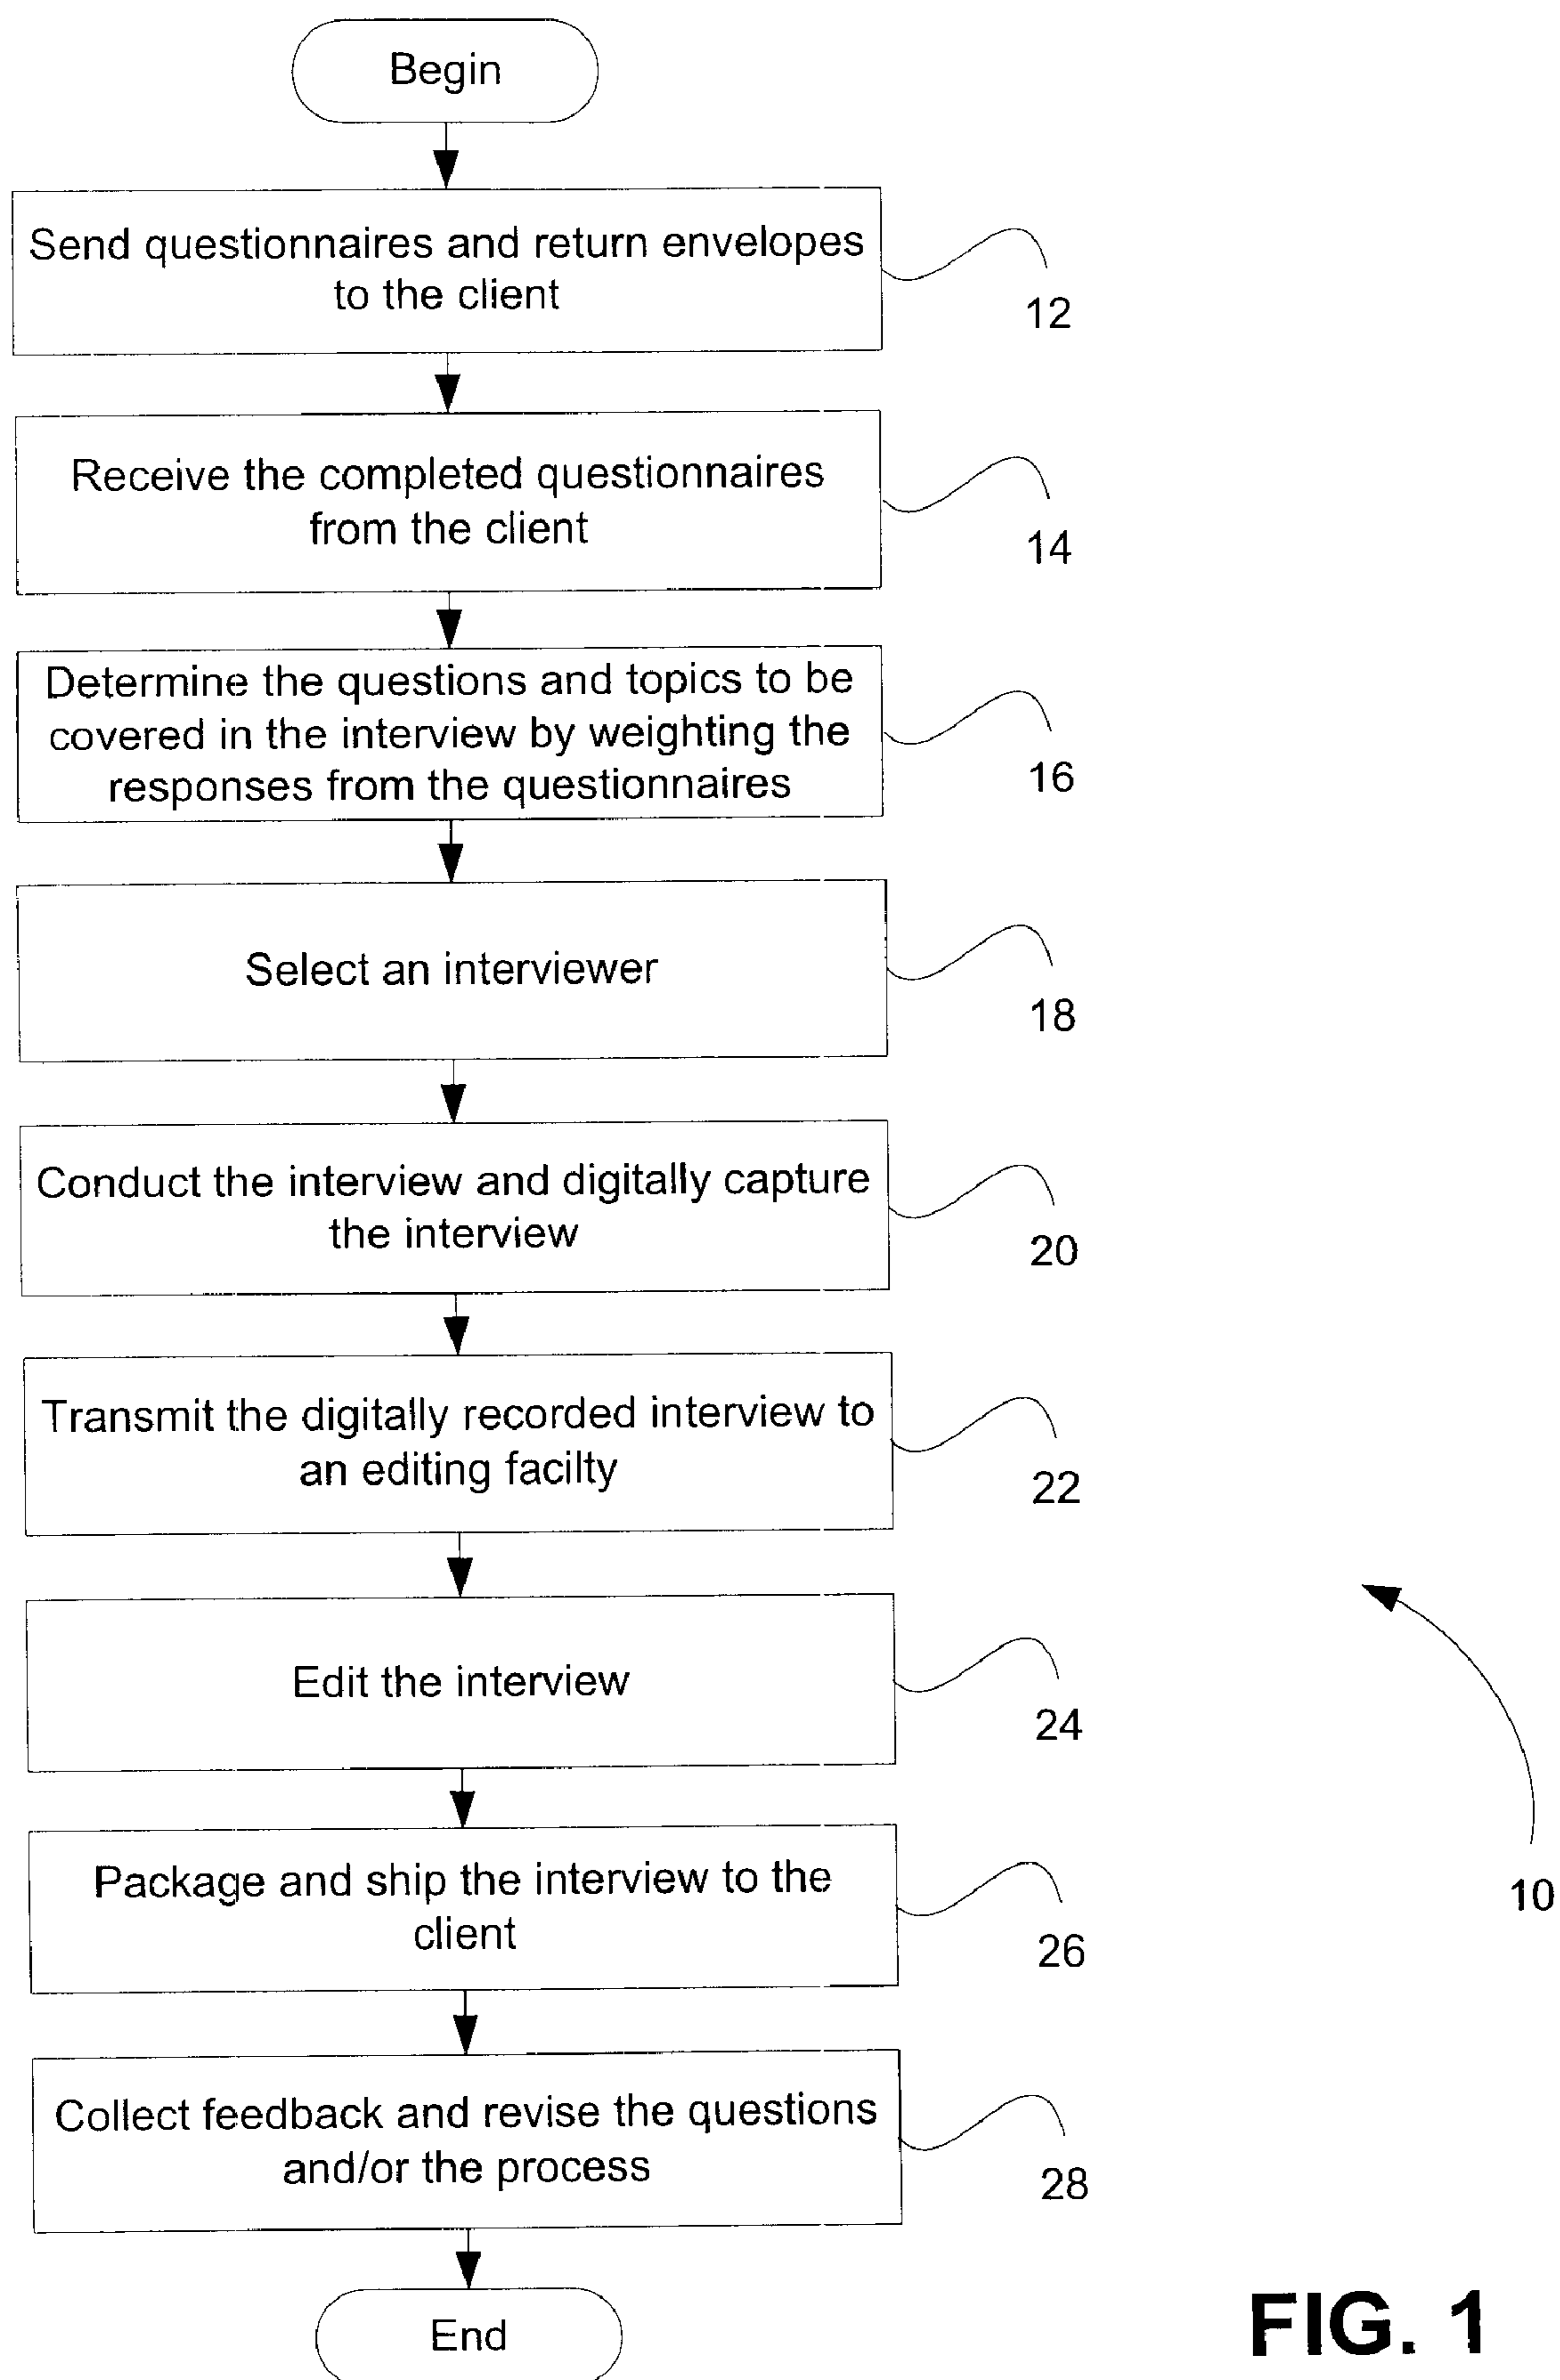 Begin
Send questionnaires and return envelopes
to the client
12
Receive the completed questionnaires
from the client
14
Determine the questions and topics to be
covered in the interview by weighting the
responses from the questionnaires
16
Select an interviewer
18
Conduct the interview and digitally capture
the interview
20
Transmit the digitally recorded interview to
an editing facilty
22
Edit the interview
24
Package and ship the interview to the
client
26
10
Collect feedback and revise the questions
and/or the process
28
End
FIG. 1